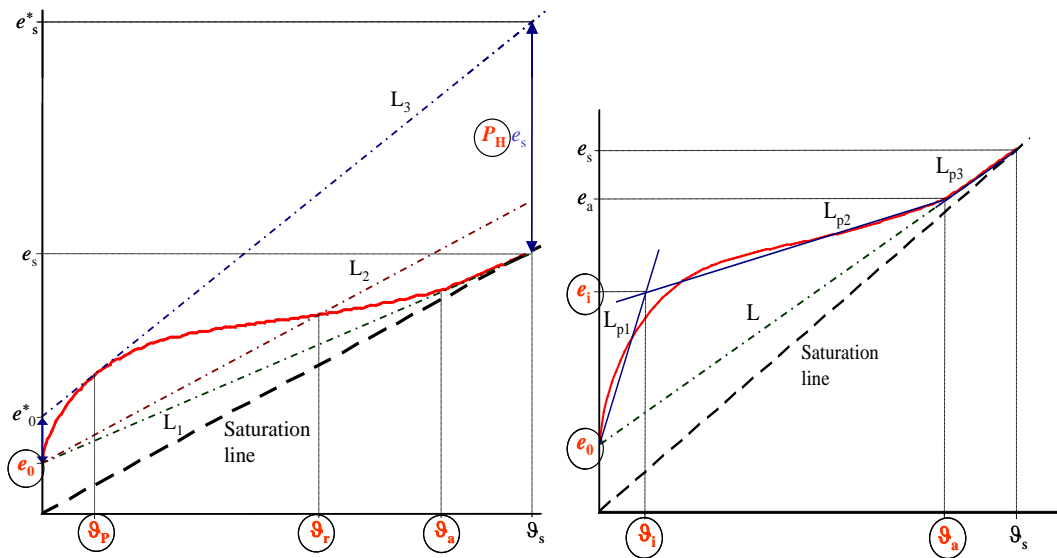 e*s
L3
PH es
es
L2
e*0
L1
Saturation
line
e0
ϑP
ϑr
ϑa
ϑs
es
Lp3
ea
Lp2
ei
Lp1
L
Saturation
line
e0
ϑi
ϑa
ϑs